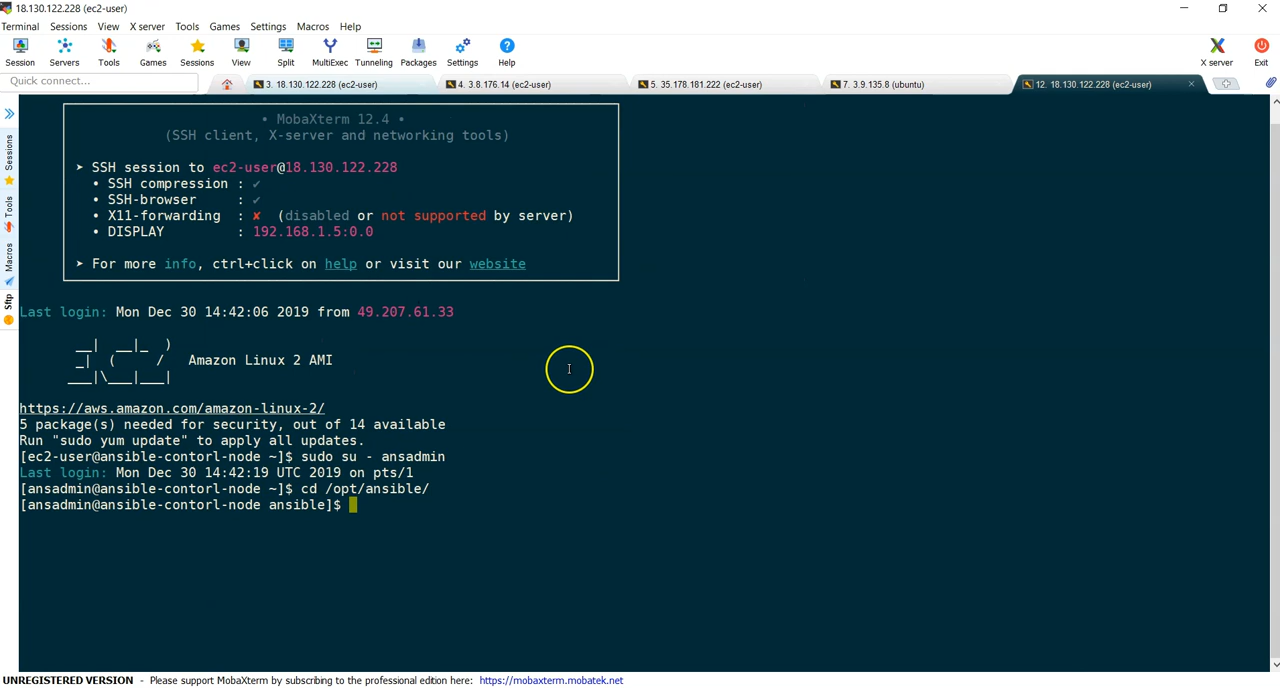 18.130.122.228 (ec2-user)
Terminal Sessions View X server Tools Games Settings Macros Help
Session Servers Tools Games Sessions View Split MultiExec Tunneling Packages Settings Help X server Exit
Quick connect... 3. 18.130.122.228 (ec2-user) 4. 3.8.176.14 (ec2-user) 5. 35.178.181.222 (ec2-user) 7. 3.9.135.8 (ubuntu) 12. 18.130.122.228 (ec2-user)
Sessions
Tools
Macros
Sftp
• MobaXterm 12.4 •
(SSH client, X-server and networking tools)
➤ SSH session to ec2-user@18.130.122.228
• SSH compression : ✔
• SSH-browser : ✔
• X11-forwarding : ✘ (disabled or not supported by server)
• DISPLAY : 192.168.1.5:0.0
➤ For more info, ctrl+click on help or visit our website
Last login: Mon Dec 30 14:42:06 2019 from 49.207.61.33
__| __|_ )
_| ( / Amazon Linux 2 AMI
___|\___|___|
https://aws.amazon.com/amazon-linux-2/
5 package(s) needed for security, out of 14 available
Run "sudo yum update" to apply all updates.
[ec2-user@ansible-contorl-node ~]$ sudo su - ansadmin
Last login: Mon Dec 30 14:42:19 UTC 2019 on pts/1
[ansadmin@ansible-contorl-node ~]$ cd /opt/ansible/
[ansadmin@ansible-contorl-node ansible]$
UNREGISTERED VERSION - Please support MobaXterm by subscribing to the professional edition here: https://mobaxterm.mobatek.net